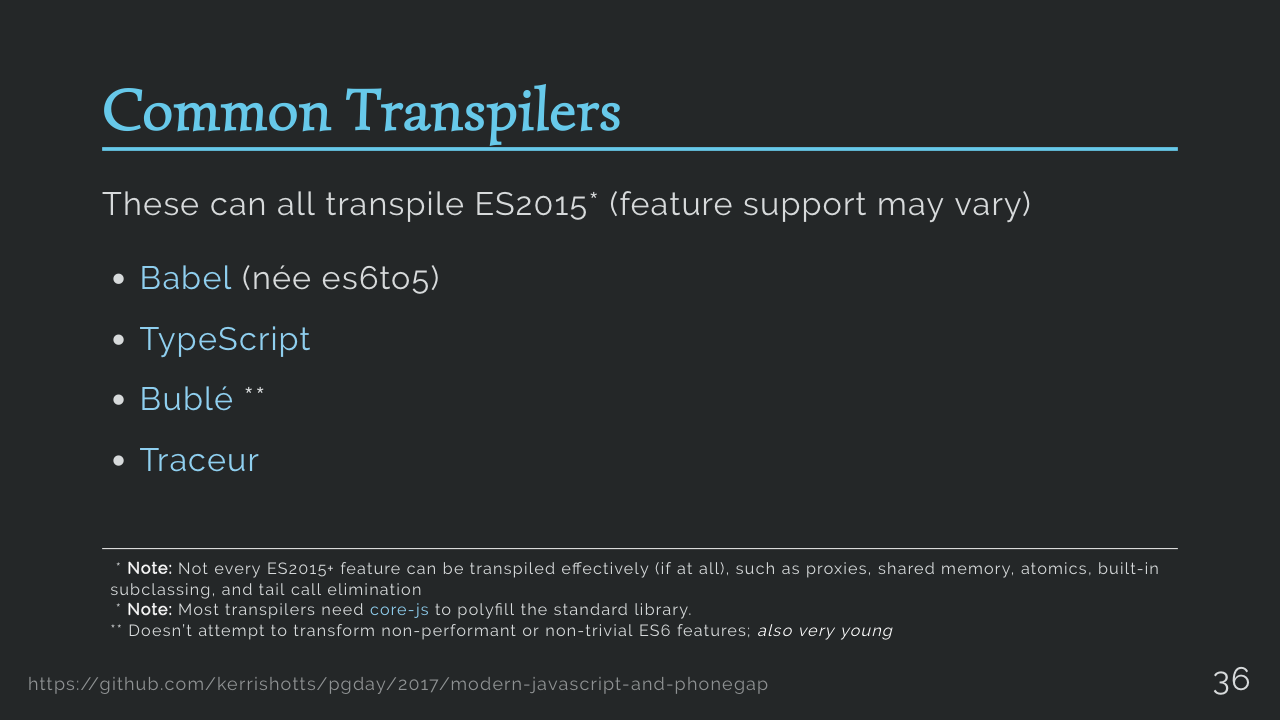 Common Transpilers
These can all transpile ES2015* (feature support may vary)
• Babel (née es6to5)
• TypeScript
• Bublé **
• Traceur
* Note: Not every ES2015+ feature can be transpiled effectively (if at all), such as proxies, shared memory, atomics, built-in
subclassing, and tail call elimination
* Note: Most transpilers need core-js to polyfill the standard library.
** Doesn't attempt to transform non-performant or non-trivial ES6 features; also very young
https://github.com/kerrishotts/pgday/2017/modern-javascript-and-phonegap
36